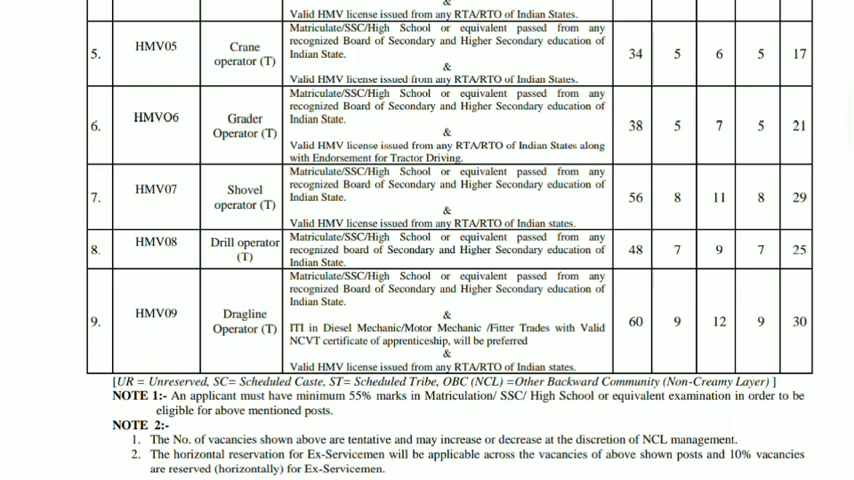 &
Valid HMV license issued from any RTA/RTO of Indian States.
5. HMV05 Crane operator (T) 34 5 6 5 17
Matriculate/SSC/High School or equivalent passed from any
recognized Board of Secondary and Higher Secondary education of
Indian State.
&
Valid HMV license issued from any RTA/RTO of Indian States.
6. HMVO6 Grader Operator (T) 38 5 7 5 21
Matriculate/SSC/High School or equivalent passed from any
recognized Board of Secondary and Higher Secondary education of
Indian State.
&
Valid HMV license issued from any RTA/RTO of Indian States along
with Endorsement for Tractor Driving.
7. HMV07 Shovel operator (T) 56 8 11 8 29
Matriculate/SSC/High School or equivalent passed from any
recognized Board of Secondary and Higher Secondary education of
Indian State.
&
Valid HMV license issued from any RTA/RTO of Indian states.
8. HMV08 Drill operator (T) 48 7 9 7 25
Matriculate/SSC/High School or equivalent passed from any
recognized board of Secondary and Higher Secondary education of
Indian State.
9. HMV09 Dragline Operator (T) 60 9 12 9 30
Matriculate/SSC/High School or equivalent passed from any
recognized Board of Secondary and Higher Secondary education of
Indian State.
&
ITI in Diesel Mechanic/Motor Mechanic /Fitter Trades with Valid
NCVT certificate of apprenticeship, will be preferred
&
Valid HMV license issued from any RTA/RTO of Indian states.
[UR = Unreserved, SC= Scheduled Caste, ST= Scheduled Tribe, OBC (NCL) =Other Backward Community (Non-Creamy Layer) ]
NOTE 1:- An applicant must have minimum 55% marks in Matriculation/ SSC/ High School or equivalent examination in order to be
eligible for above mentioned posts.
NOTE 2:-
1. The No. of vacancies shown above are tentative and may increase or decrease at the discretion of NCL management.
2. The horizontal reservation for Ex-Servicemen will be applicable across the vacancies of above shown posts and 10% vacancies
are reserved (horizontally) for Ex-Servicemen.